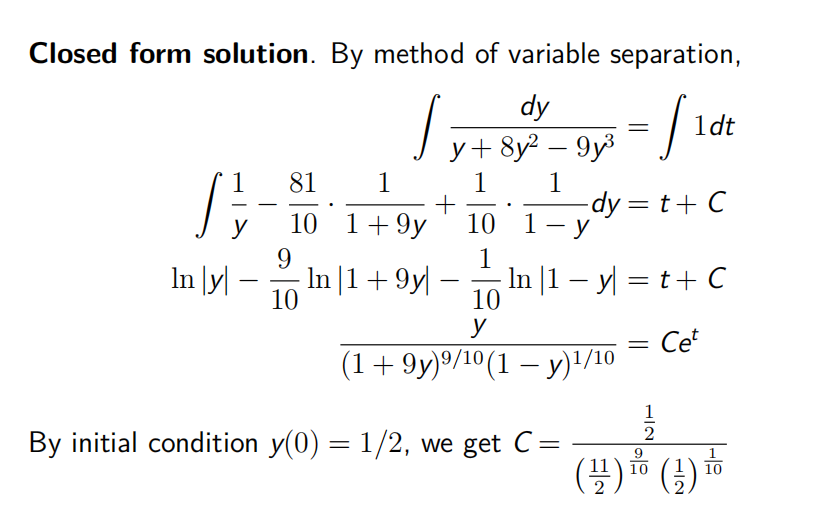 Closed form solution. By method of variable separation,
∫ dy/(y + 8y² − 9y³) = ∫ 1dt
∫ 1/y − 81/10 · 1/(1 + 9y) + 1/10 · 1/(1 − y) dy = t + C
ln |y| − 9/10 ln |1 + 9y| − 1/10 ln |1 − y| = t + C
y/((1 + 9y)^{9/10}(1 − y)^{1/10}) = Ce^t
By initial condition y(0) = 1/2, we get C = (1/2)/((11/2)^{9/10} (1/2)^{1/10})